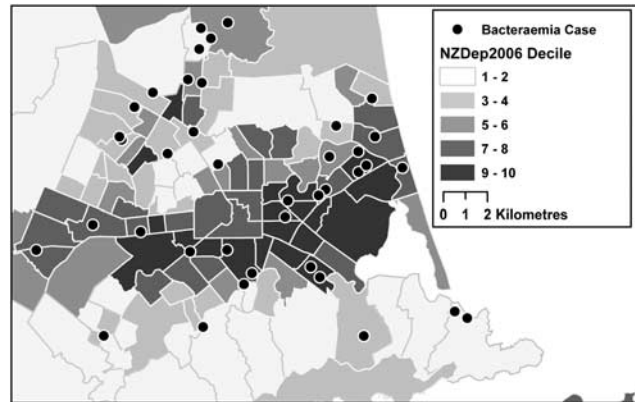 Bacteraemia Case
NZDep2006 Decile
1 - 2
3 - 4
5 - 6
7 - 8
9 - 10
0 1 2 Kilometres